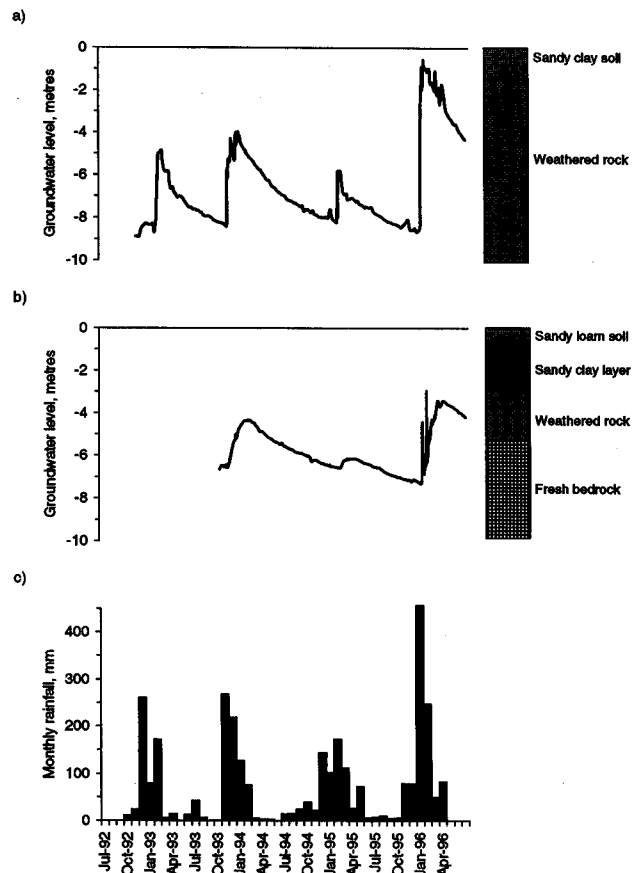 a)
Groundwater level, metres
0
-2
-4
-6
-8
-10
Sandy clay soil
Weathered rock
b)
Groundwater level, metres
0
-2
-4
-6
-8
-10
Sandy loam soil
Sandy clay layer
Weathered rock
Fresh bedrock
c)
Monthly rainfall, mm
400
300
200
100
0
Jul-92
Oct-92
Jan-93
Apr-93
Jul-93
Oct-93
Jan-94
Apr-94
Jul-94
Oct-94
Jan-95
Apr-95
Jul-95
Oct-95
Jan-96
Apr-96